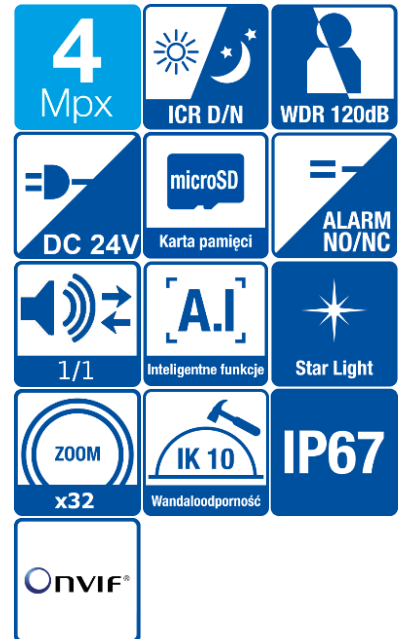 4
Mpx
ICR D/N
WDR 120dB
DC 24V
microSD
Karta pamięci
ALARM
NO/NC
1/1
[A.I]
Inteligentne funkcje
Star Light
ZOOM
x32
IK 10
Wandaloodporność
IP67
ONVIF®